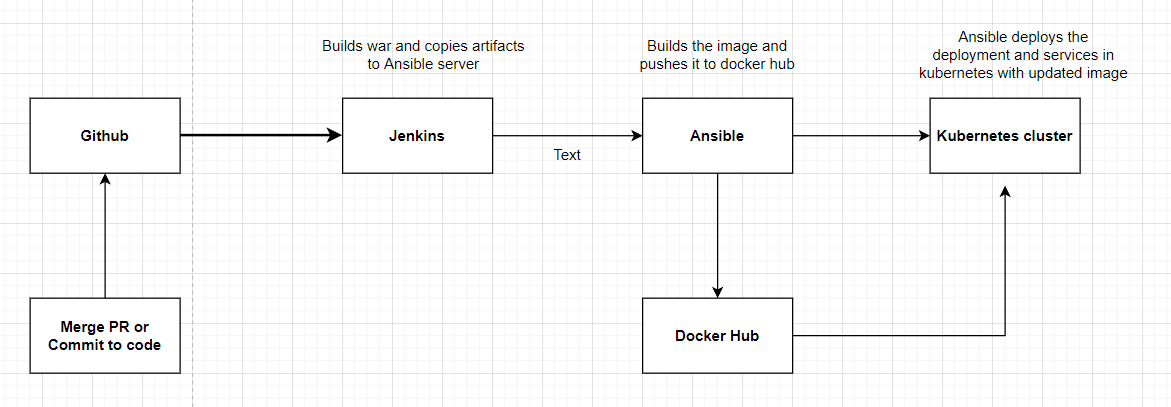 Builds war and copies artifacts
to Ansible server
Builds the image and
pushes it to docker hub
Ansible deploys the
deployment and services in
kubernetes with updated image
Github
Jenkins
Ansible
Kubernetes cluster
Text
Merge PR or
Commit to code
Docker Hub